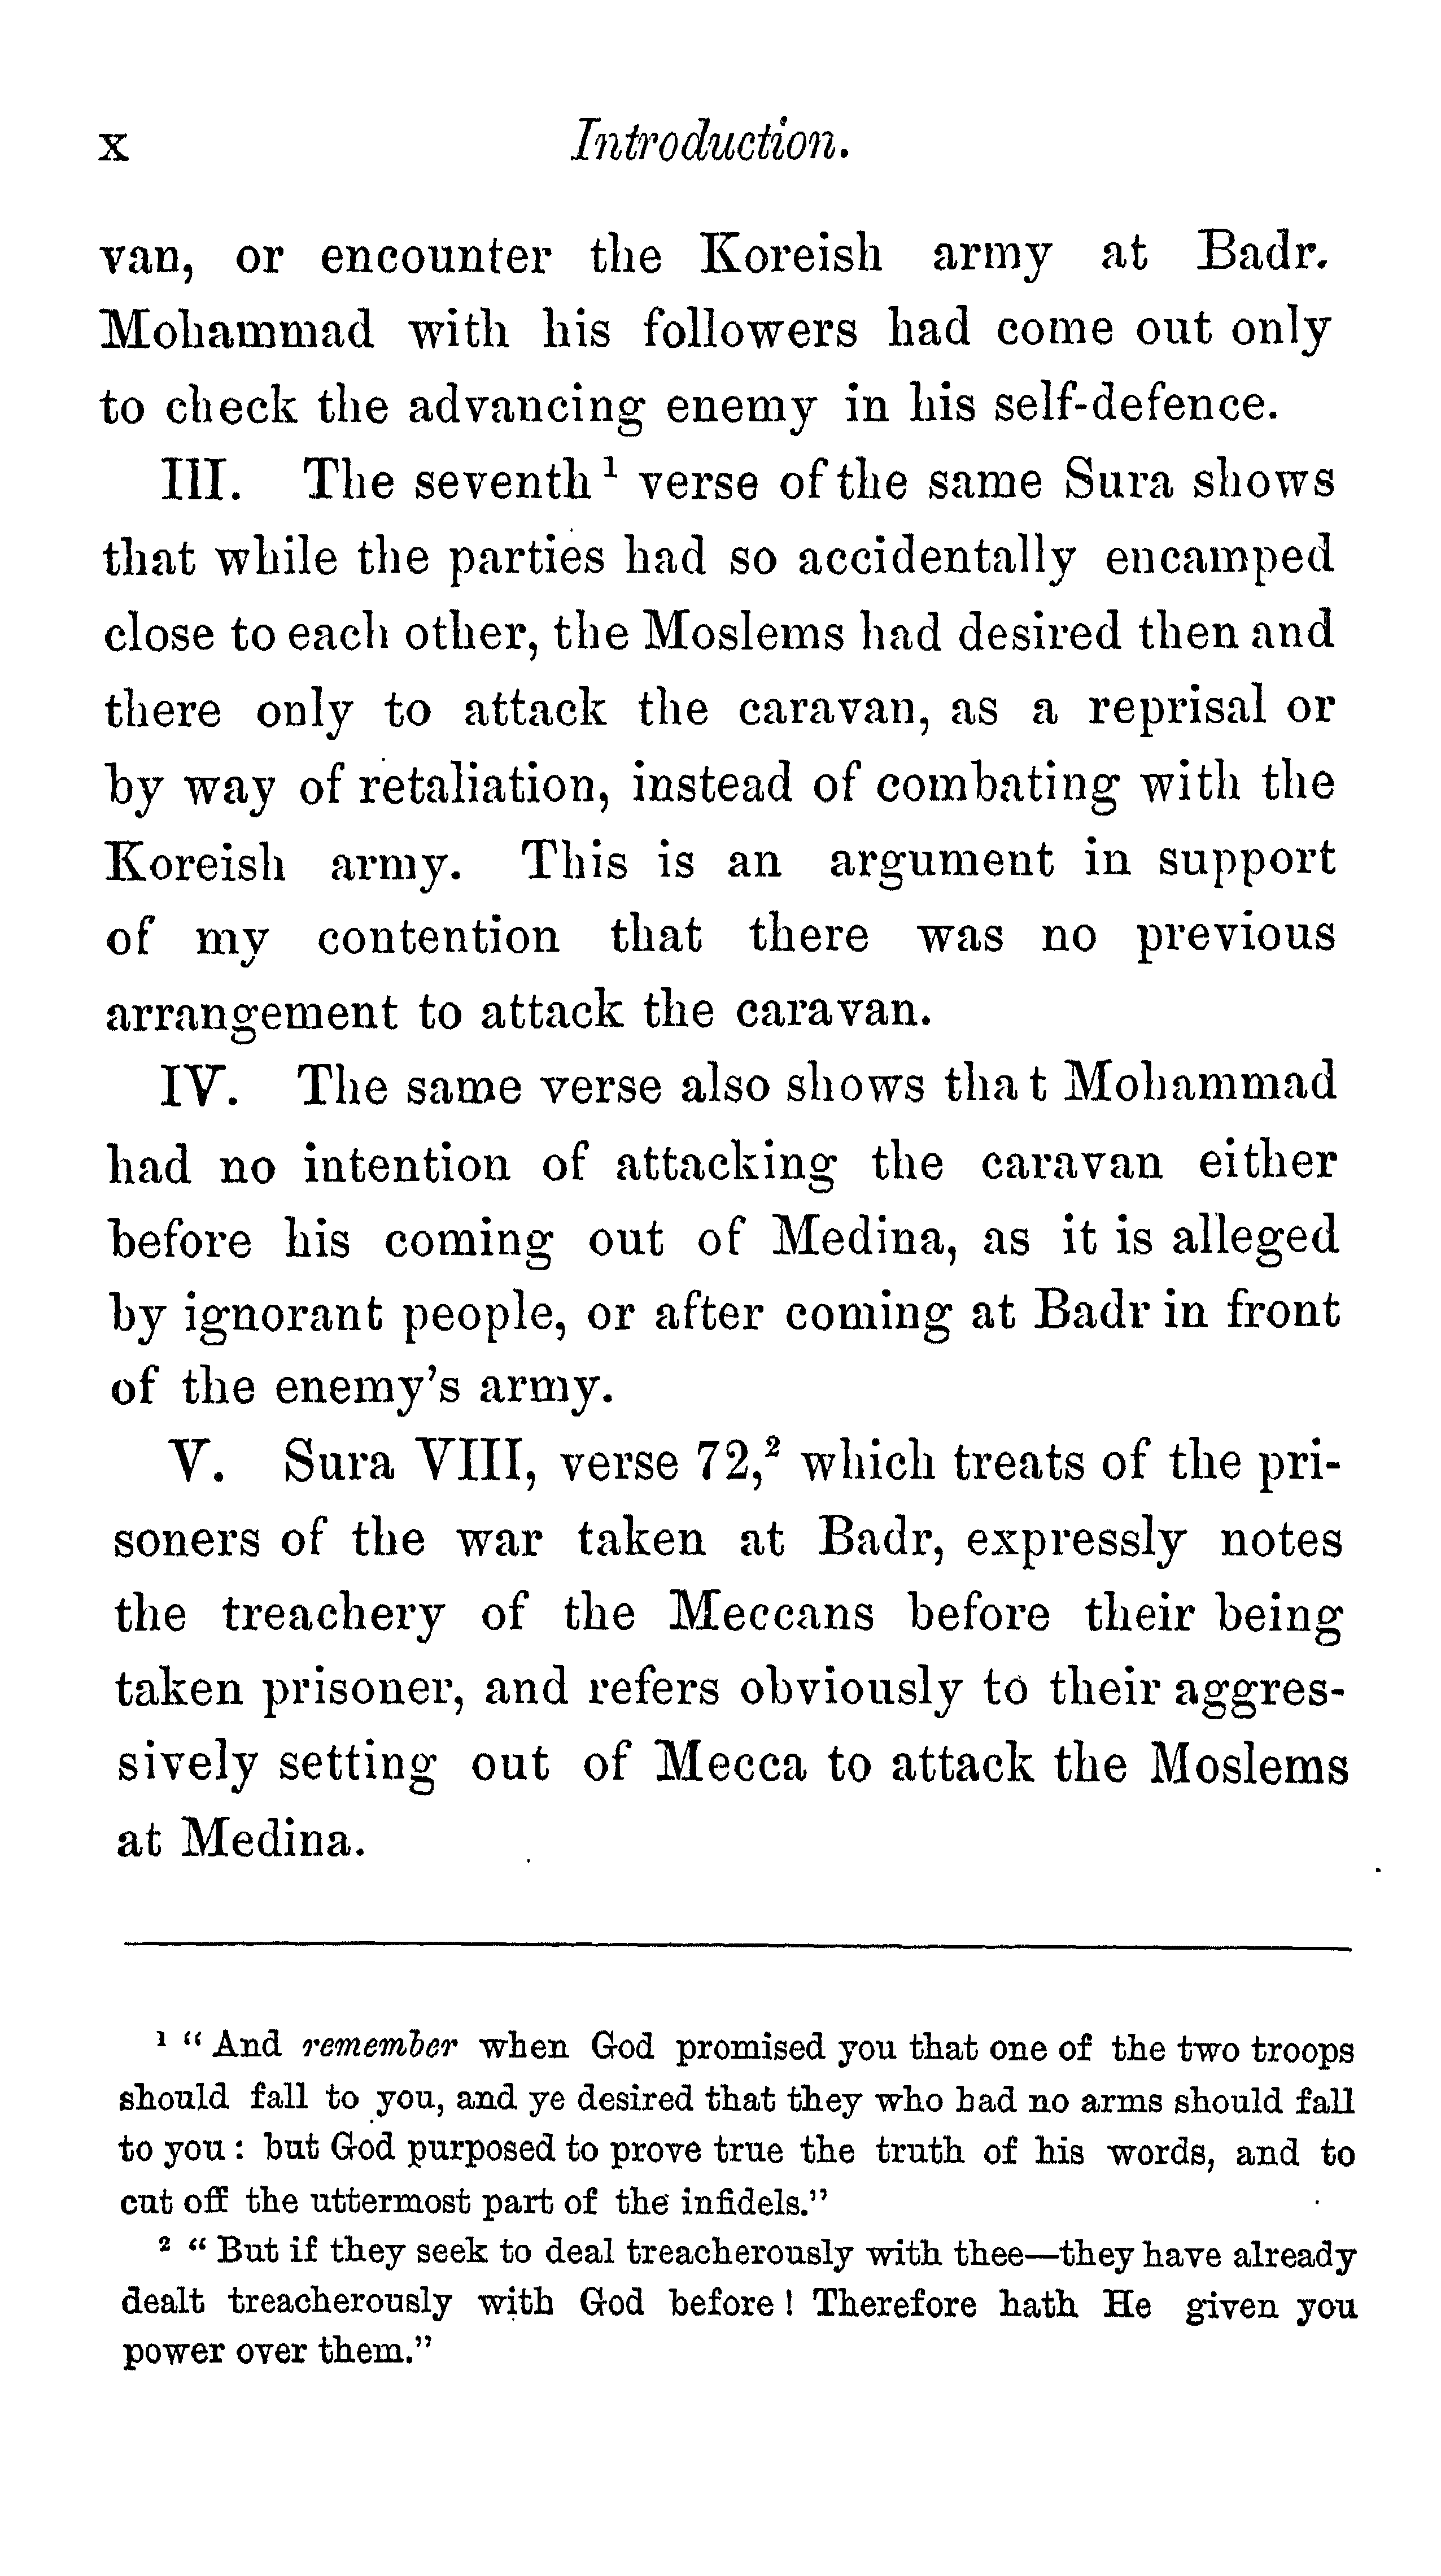 x Introduction.
van, or encounter the Koreish army at Badr.
Mohammad with his followers had come out only
to check the advancing enemy in his self-defence.
III. The seventh¹ verse of the same Sura shows
that while the parties had so accidentally encamped
close to each other, the Moslems had desired then and
there only to attack the caravan, as a reprisal or
by way of retaliation, instead of combating with the
Koreish army. This is an argument in support
of my contention that there was no previous
arrangement to attack the caravan.
IV. The same verse also shows that Mohammad
had no intention of attacking the caravan either
before his coming out of Medina, as it is alleged
by ignorant people, or after coming at Badr in front
of the enemy's army.
V. Sura VIII, verse 72,² which treats of the pri-
soners of the war taken at Badr, expressly notes
the treachery of the Meccans before their being
taken prisoner, and refers obviously to their aggres-
sively setting out of Mecca to attack the Moslems
at Medina.
¹ "And remember when God promised you that one of the two troops
should fall to you, and ye desired that they who had no arms should fall
to you: but God purposed to prove true the truth of his words, and to
cut off the uttermost part of the infidels."
² "But if they seek to deal treacherously with thee—they have already
dealt treacherously with God before! Therefore hath He given you
power over them."